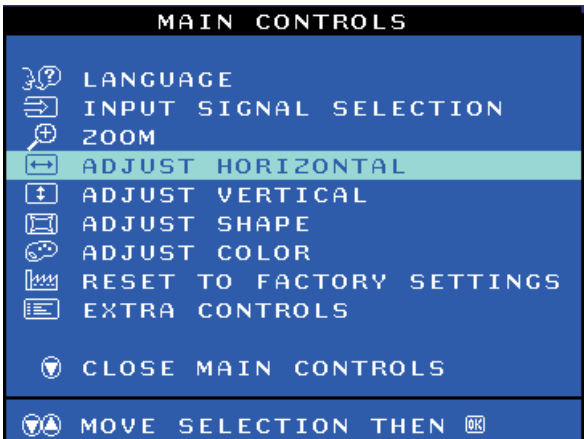 MAIN CONTROLS
LANGUAGE
INPUT SIGNAL SELECTION
ZOOM
ADJUST HORIZONTAL
ADJUST VERTICAL
ADJUST SHAPE
ADJUST COLOR
RESET TO FACTORY SETTINGS
EXTRA CONTROLS
CLOSE MAIN CONTROLS
MOVE SELECTION THEN OK